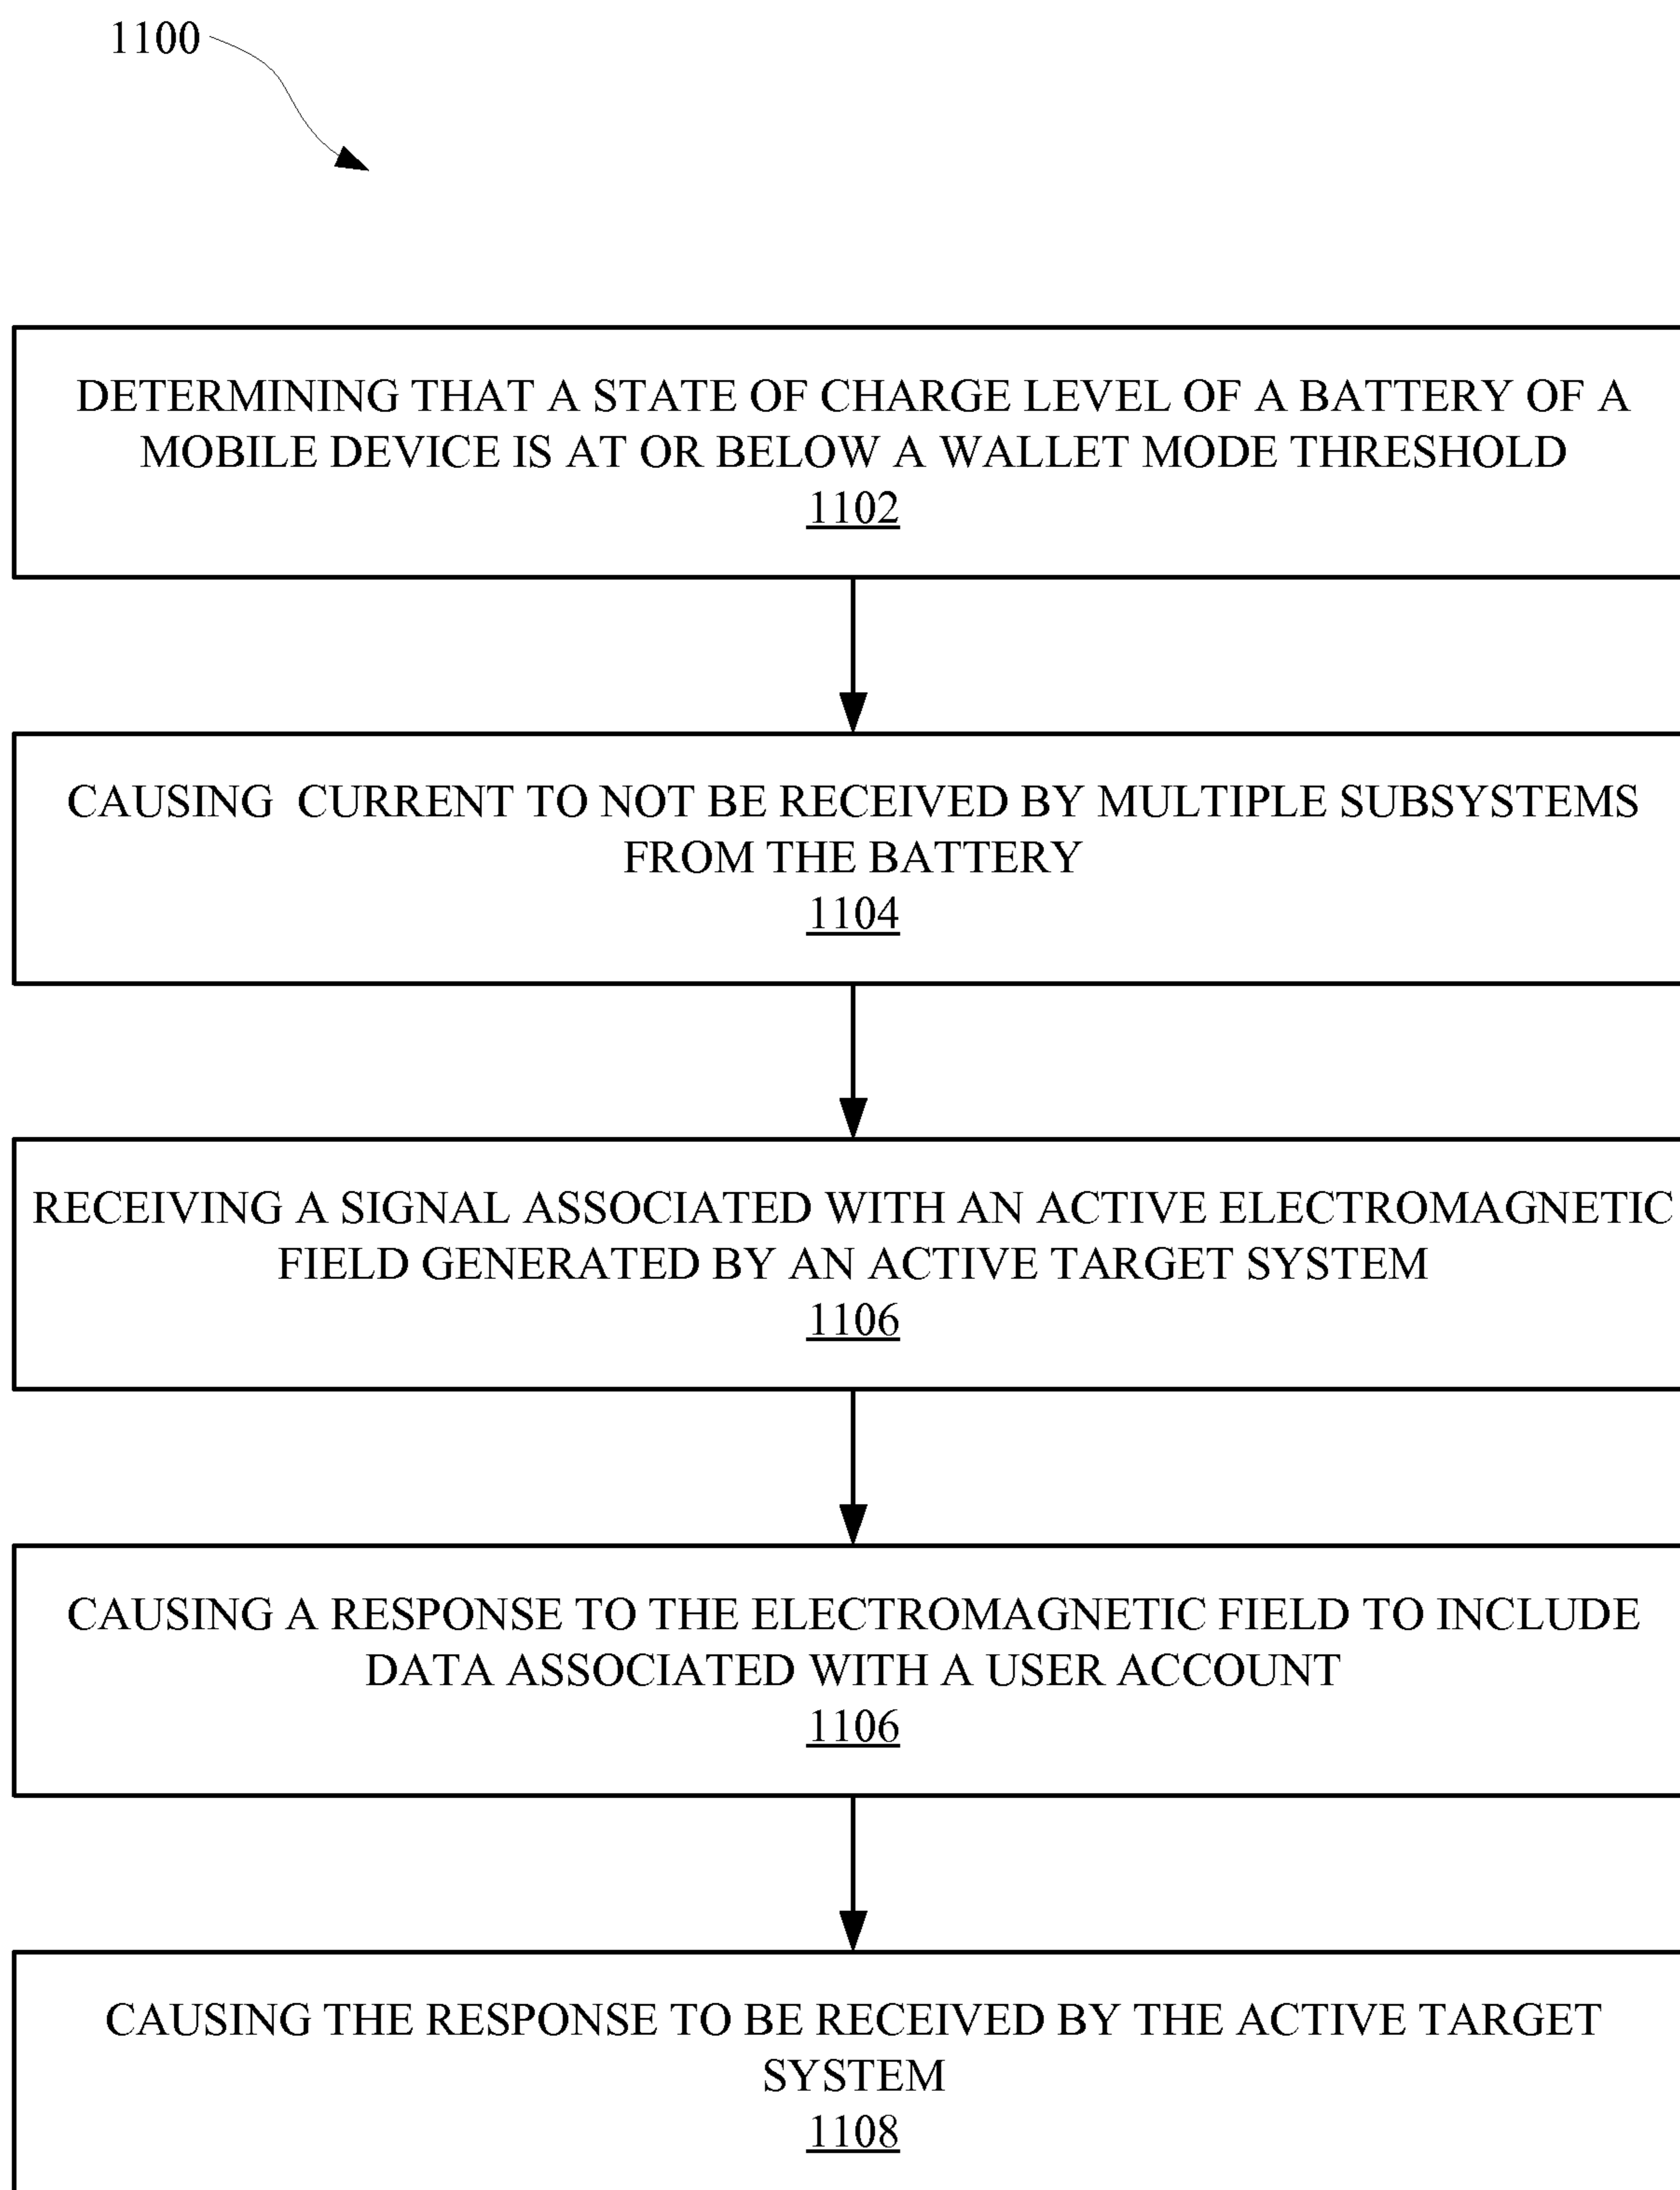 1100
DETERMINING THAT A STATE OF CHARGE LEVEL OF A BATTERY OF A
MOBILE DEVICE IS AT OR BELOW A WALLET MODE THRESHOLD
1102
CAUSING CURRENT TO NOT BE RECEIVED BY MULTIPLE SUBSYSTEMS
FROM THE BATTERY
1104
RECEIVING A SIGNAL ASSOCIATED WITH AN ACTIVE ELECTROMAGNETIC
FIELD GENERATED BY AN ACTIVE TARGET SYSTEM
1106
CAUSING A RESPONSE TO THE ELECTROMAGNETIC FIELD TO INCLUDE
DATA ASSOCIATED WITH A USER ACCOUNT
1106
CAUSING THE RESPONSE TO BE RECEIVED BY THE ACTIVE TARGET
SYSTEM
1108